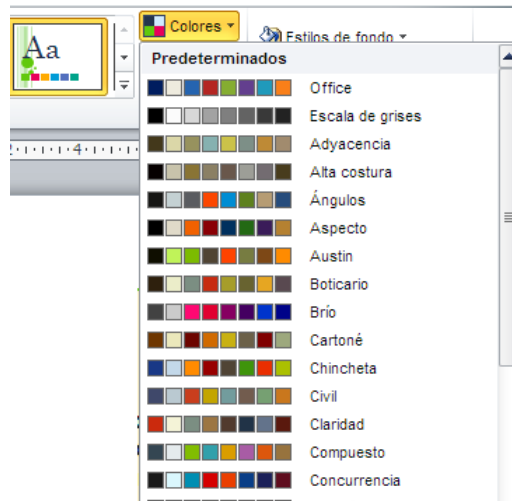 Colores
Aa
Estilos de fondo
Predeterminados
Office
Escala de grises
Adyacencia
4
Alta costura
Ángulos
Aspecto
Austin
Boticario
Brío
Cartoné
Chincheta
Civil
Claridad
Compuesto
Concurrencia